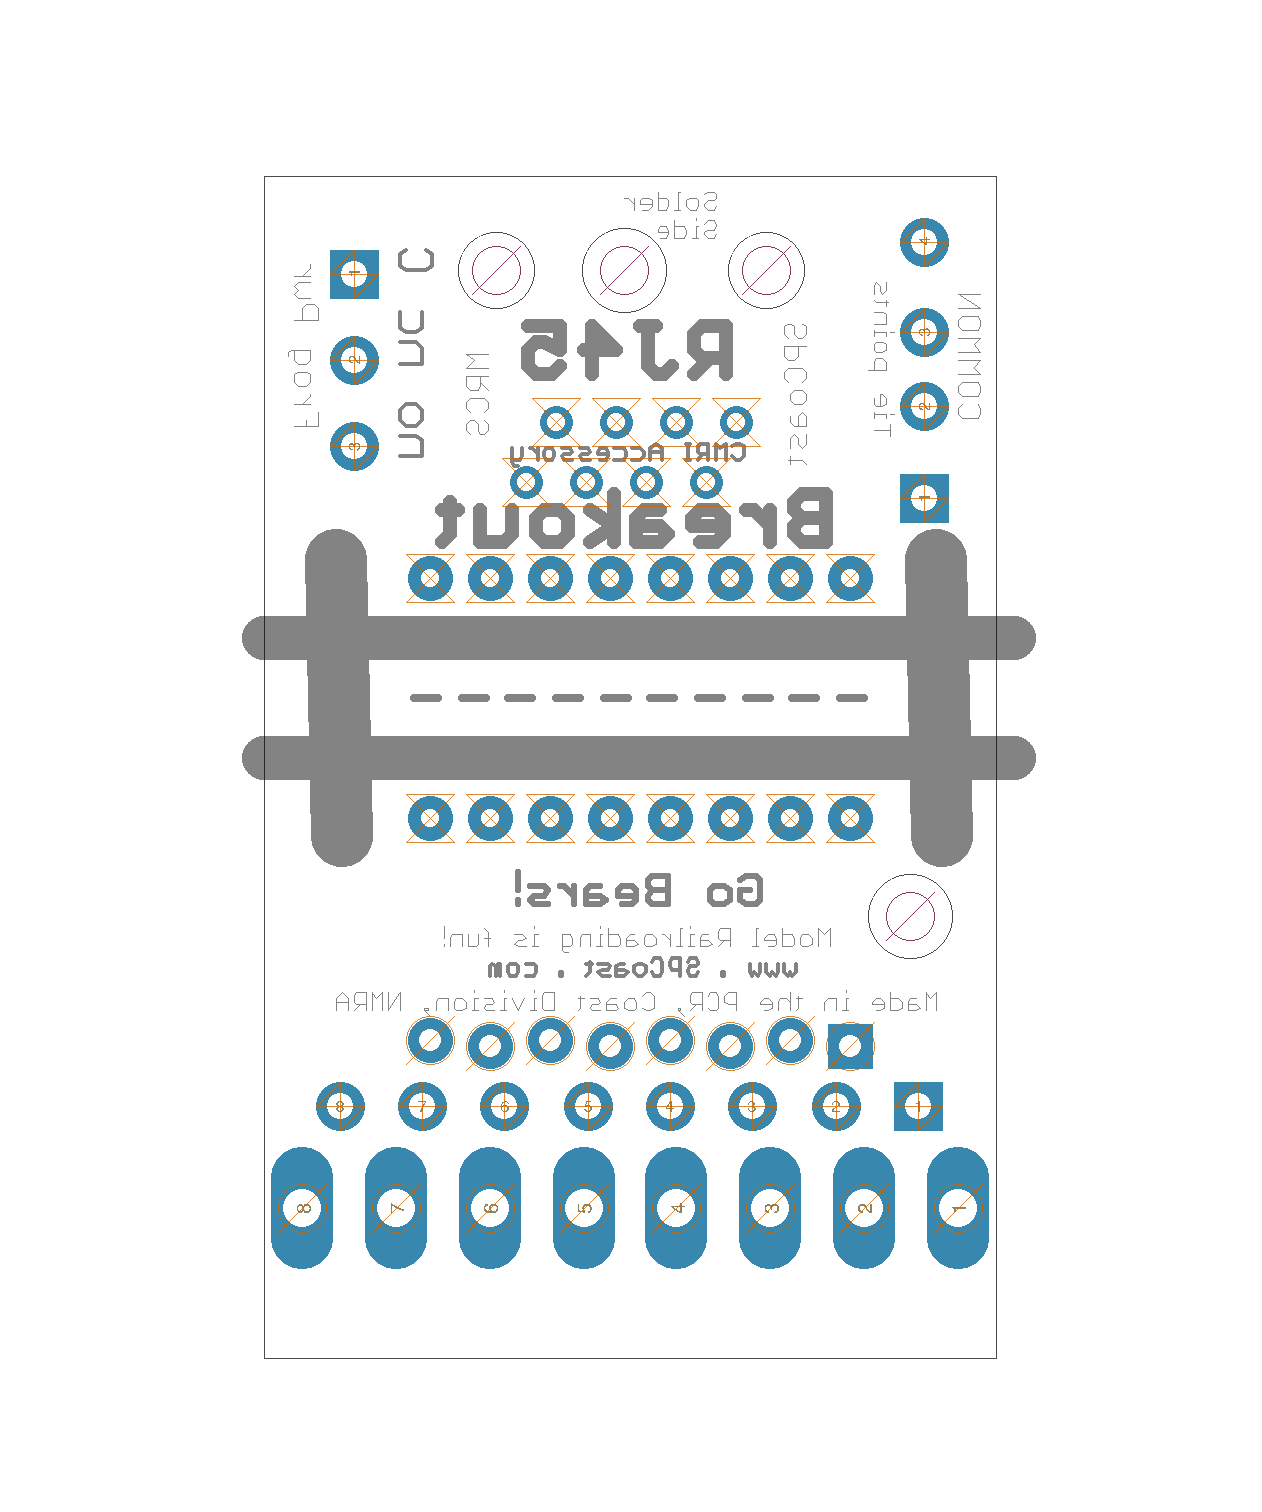 Solder
Side
Frog Pwr
no nc C
1
2
3
MRCS
RJ45
SPCoast
Tie points
COMMON
4
3
2
1
CMRI Accessory
Breakout
Go Bears!
Model Railroading is fun!
www . SPCoast . com
Made in the PCR, Coast Division, NMRA
8 7 6 5 4 3 2 1
8 7 6 5 4 3 2 1